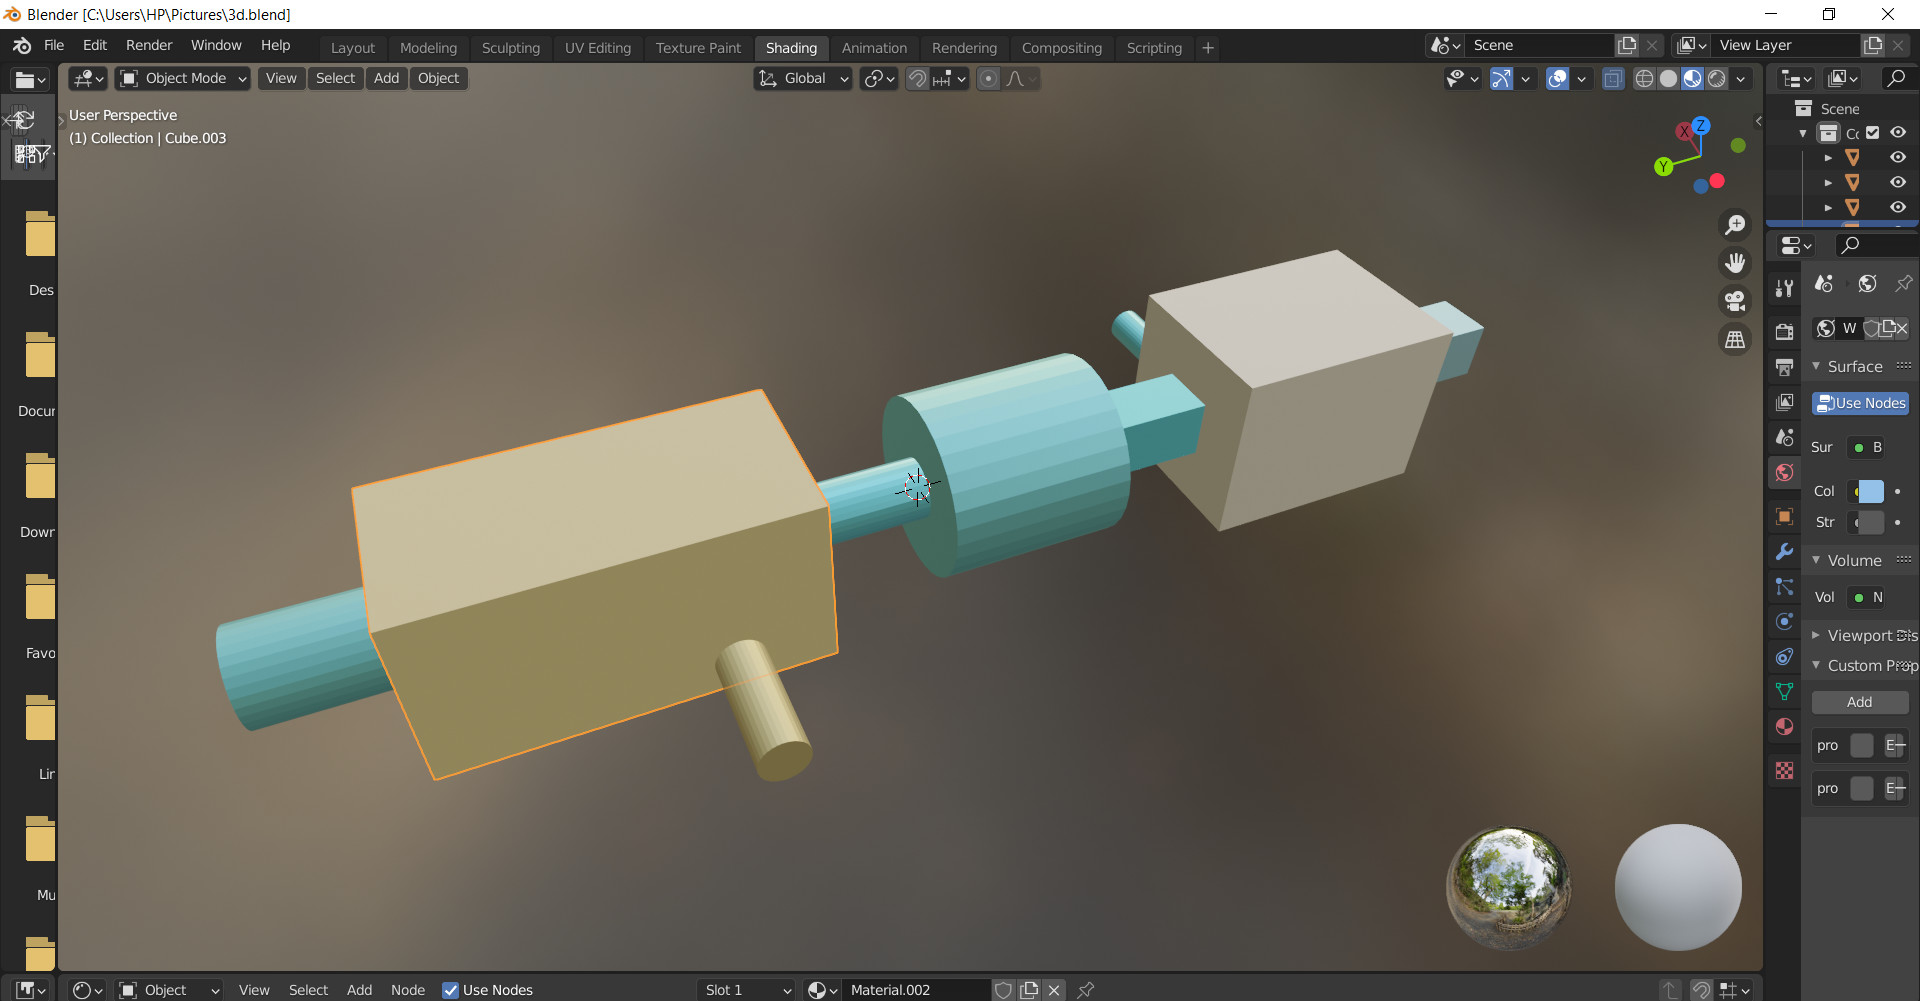 Blender [C:\Users\HP\Pictures\3d.blend]
File Edit Render Window Help Layout Modeling Sculpting UV Editing Texture Paint Shading Animation Rendering Compositing Scripting + Scene View Layer
Object Mode View Select Add Object Global
User Perspective
(1) Collection | Cube.003
Scene
Z
X
Y
Des
Docur
Down
Favo
Lir
Mu
W
Surface
Use Nodes
Sur B
Col
Str
Volume
Vol N
Viewport Dis
Custom Prop
Add
pro E
pro E
Object View Select Add Node Use Nodes Slot 1 Material.002